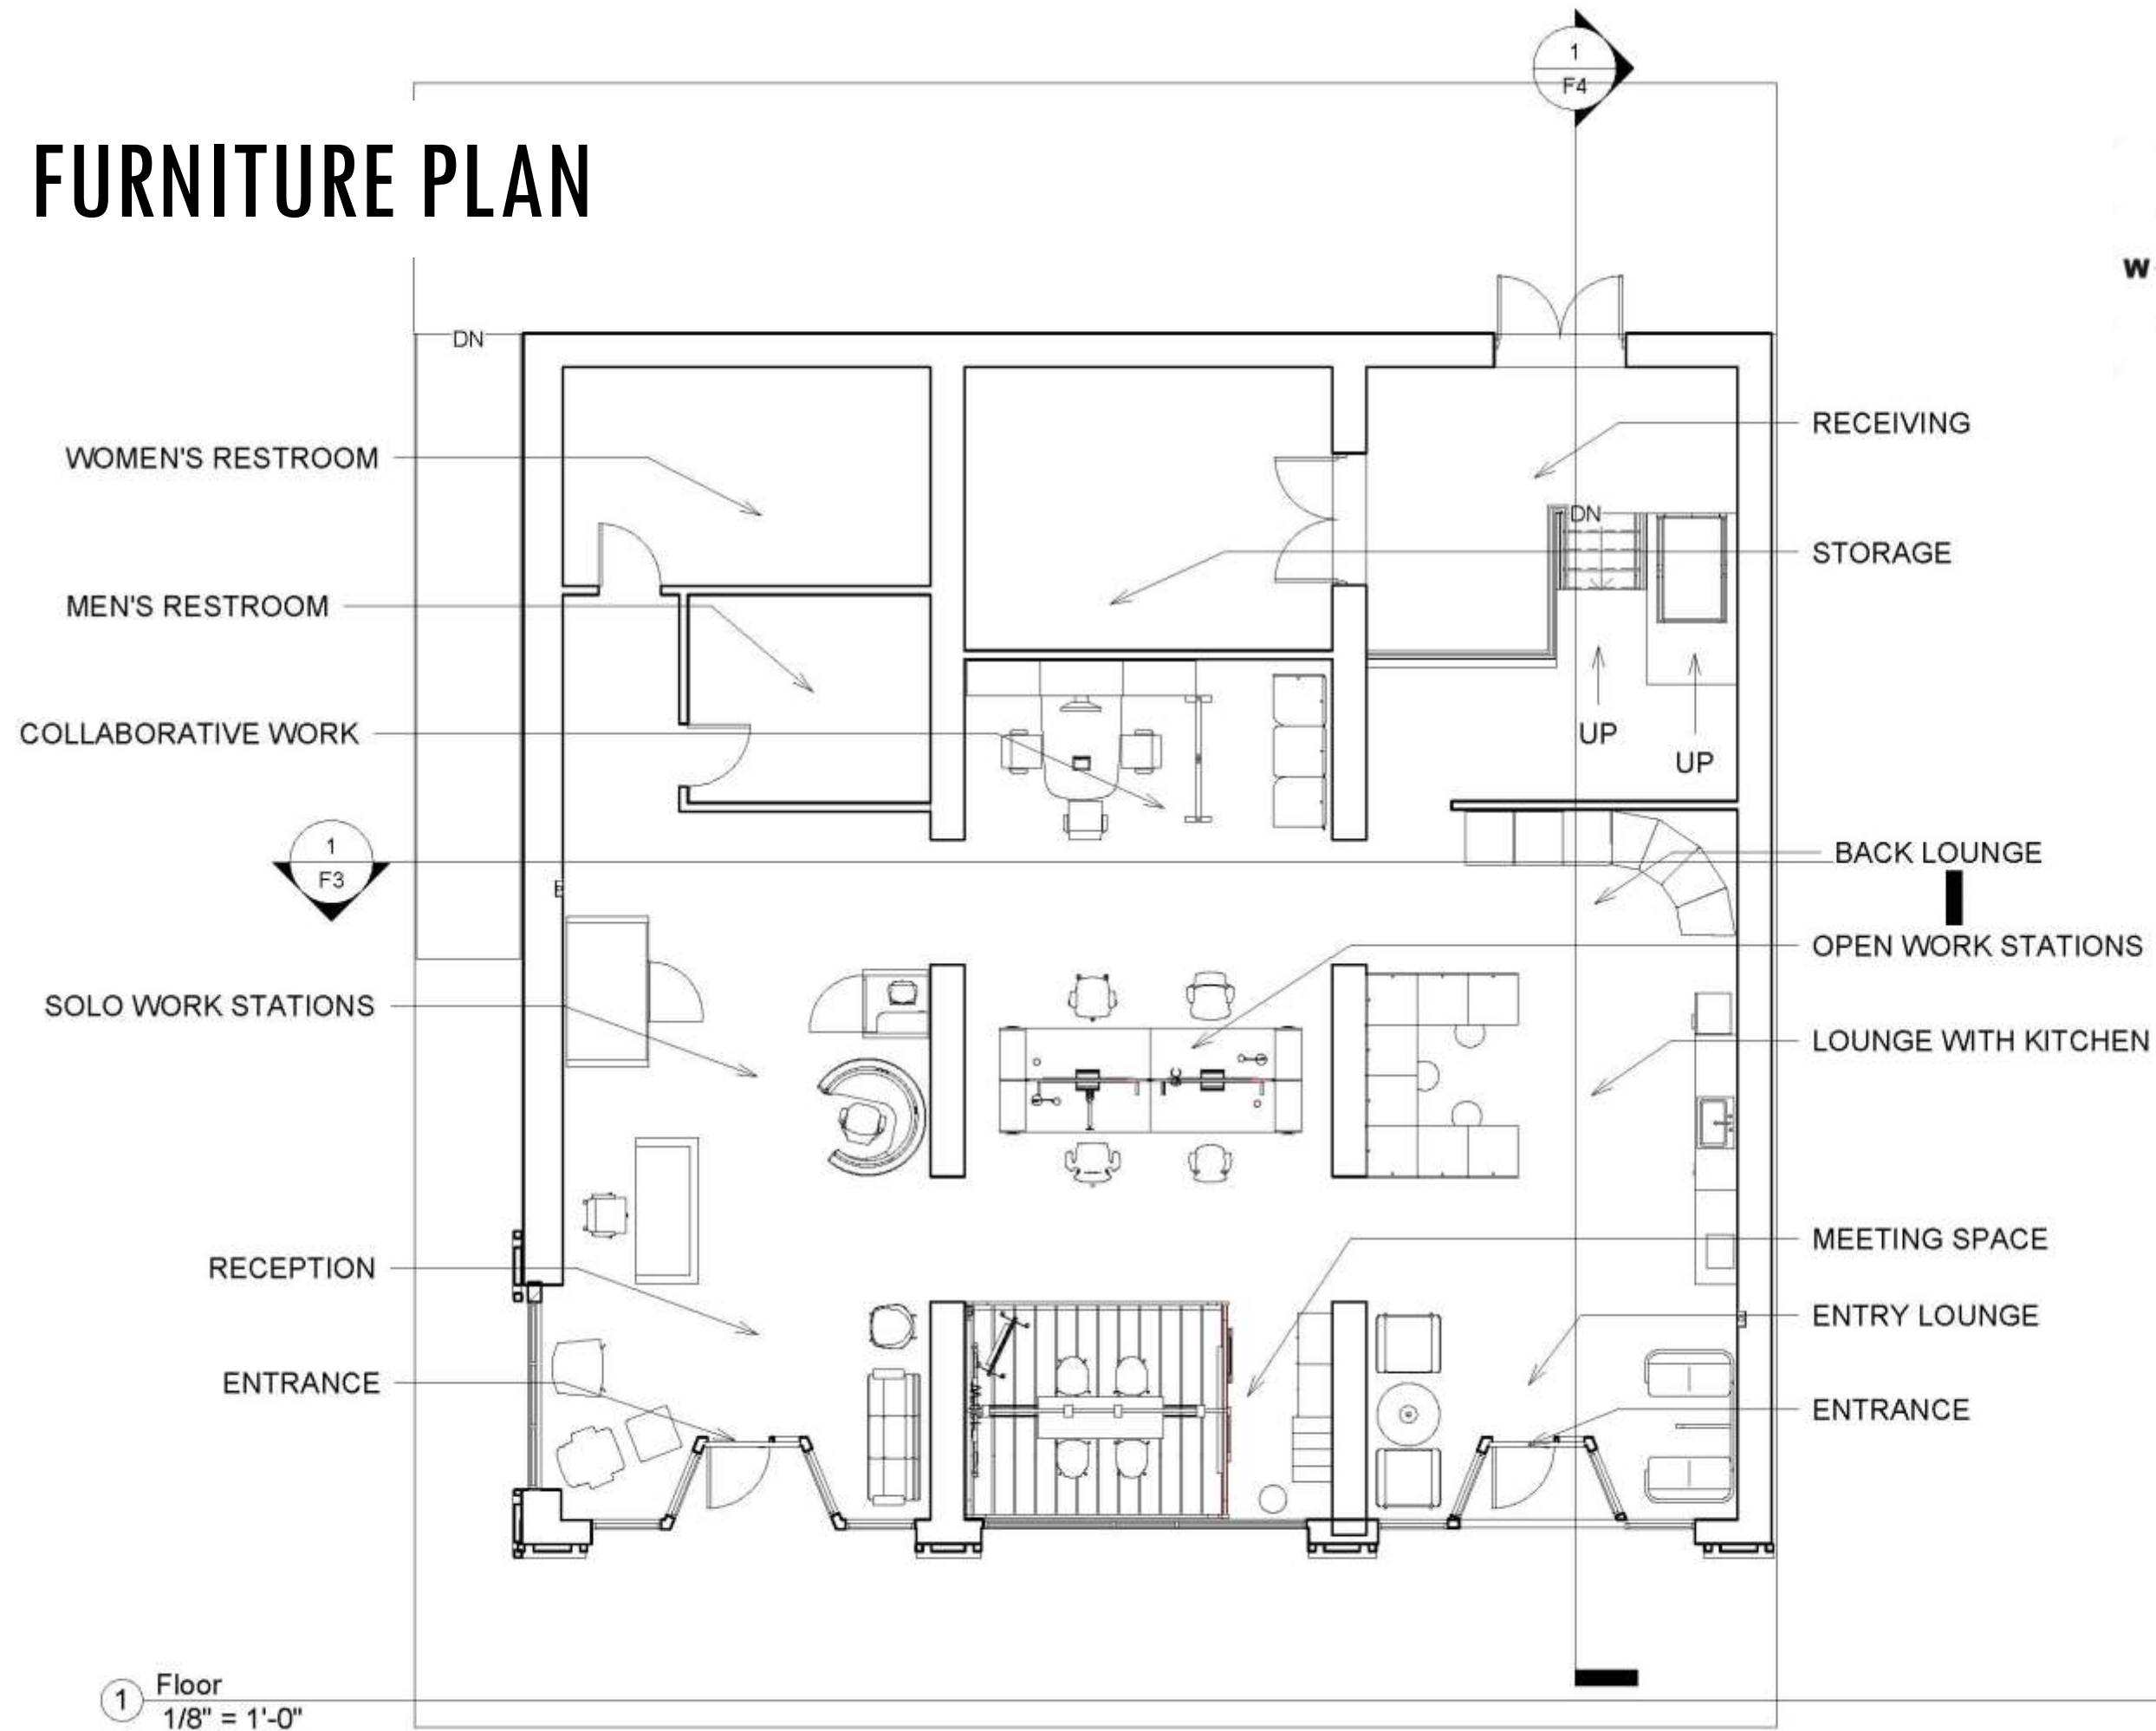 1
F4
FURNITURE PLAN
W
DN
RECEIVING
WOMEN'S RESTROOM
DN
STORAGE
MEN'S RESTROOM
COLLABORATIVE WORK
UP
UP
1
F3
BACK LOUNGE
OPEN WORK STATIONS
SOLO WORK STATIONS
LOUNGE WITH KITCHEN
MEETING SPACE
RECEPTION
ENTRY LOUNGE
ENTRANCE
ENTRANCE
1 Floor
1/8" = 1'-0"